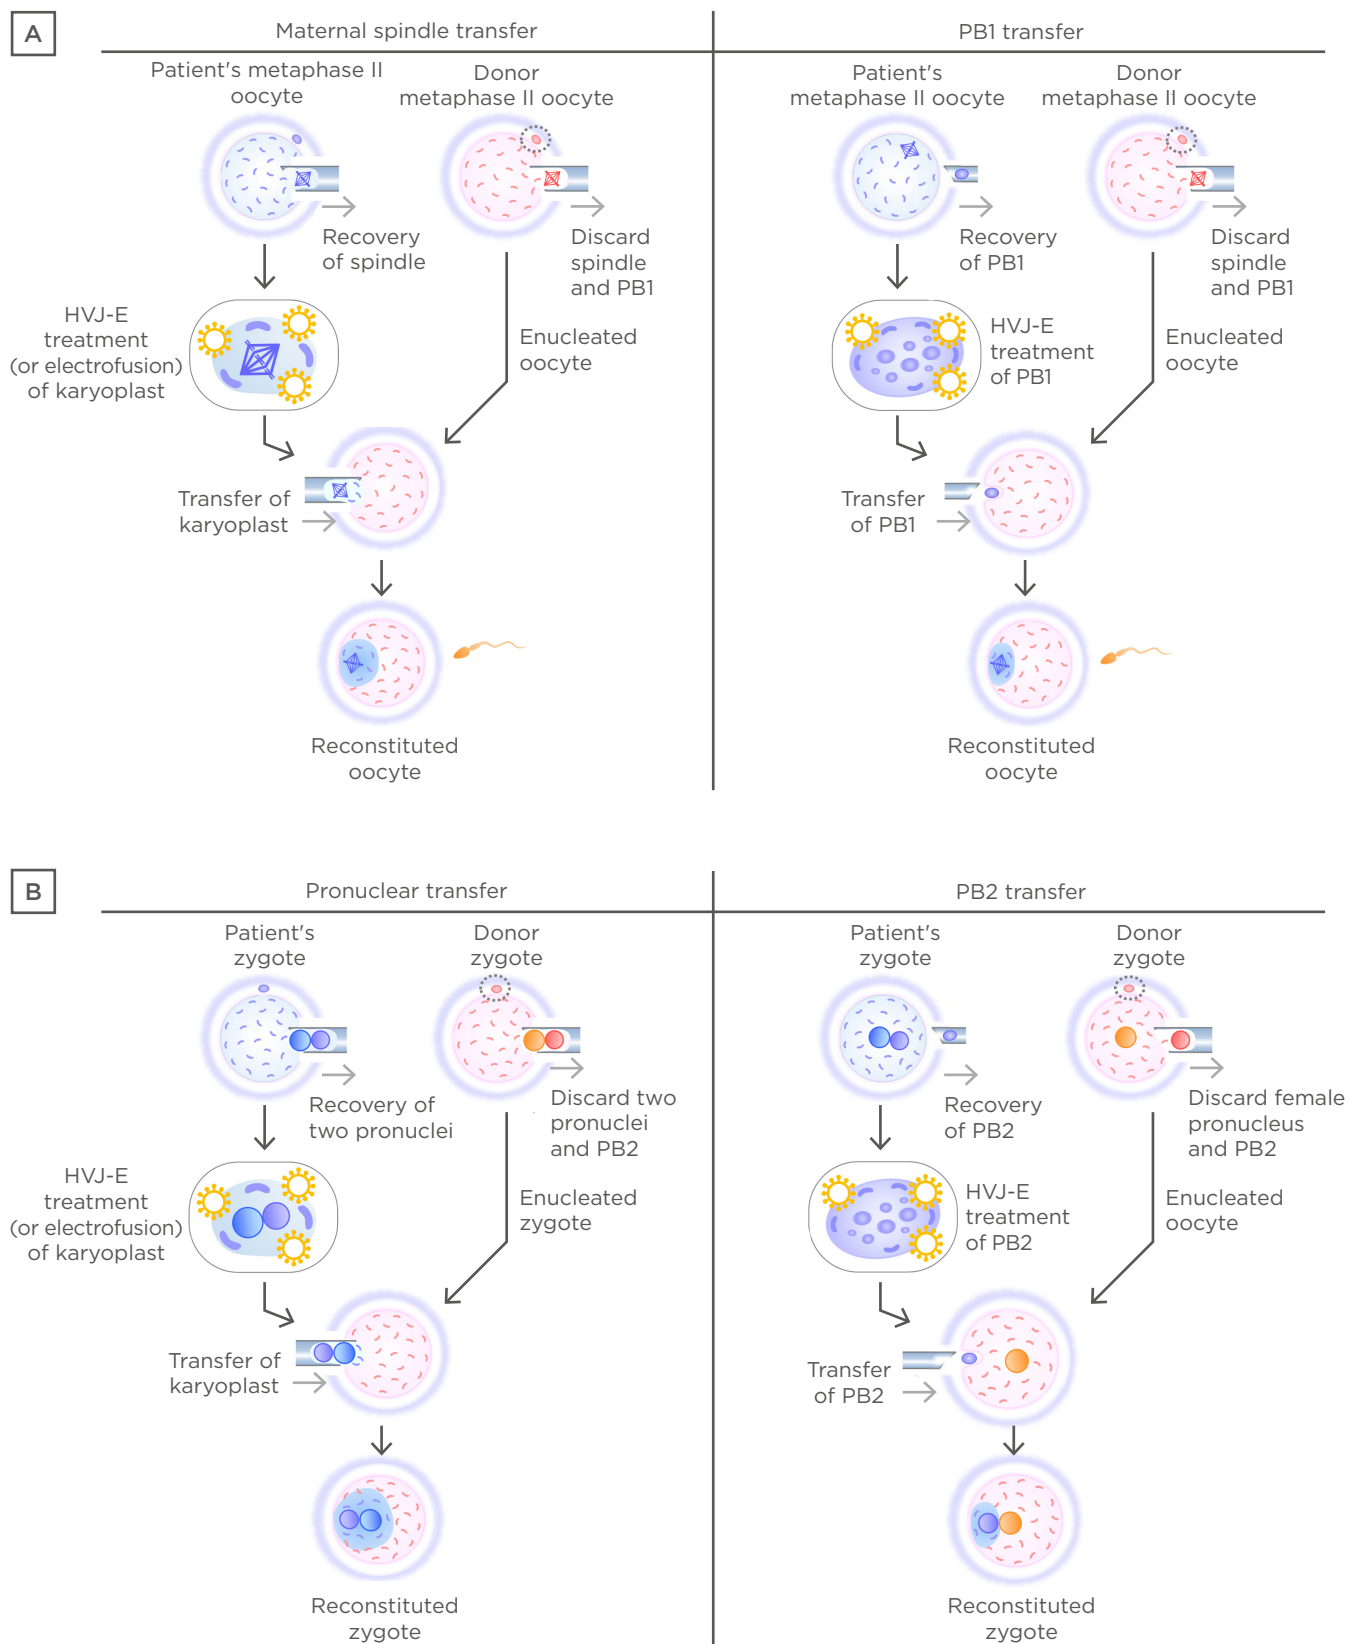 A
Maternal spindle transfer
PB1 transfer
Patient's metaphase II
oocyte
Donor
metaphase II oocyte
Patient's
metaphase II oocyte
Donor
metaphase II oocyte
Recovery
of spindle
Discard
spindle
and PB1
Recovery
of PB1
Discard
spindle
and PB1
HVJ-E
treatment
(or electrofusion)
of karyoplast
Enucleated
oocyte
HVJ-E
treatment
of PB1
Enucleated
oocyte
Transfer of
karyoplast
Transfer
of PB1
Reconstituted
oocyte
Reconstituted
oocyte
B
Pronuclear transfer
PB2 transfer
Patient's
zygote
Donor
zygote
Patient's
zygote
Donor
zygote
Recovery of
two pronuclei
Discard two
pronuclei
and PB2
Recovery
of PB2
Discard female
pronucleus
and PB2
HVJ-E
treatment
(or electrofusion)
of karyoplast
Enucleated
zygote
HVJ-E
treatment
of PB2
Enucleated
oocyte
Transfer of
karyoplast
Transfer
of PB2
Reconstituted
zygote
Reconstituted
zygote